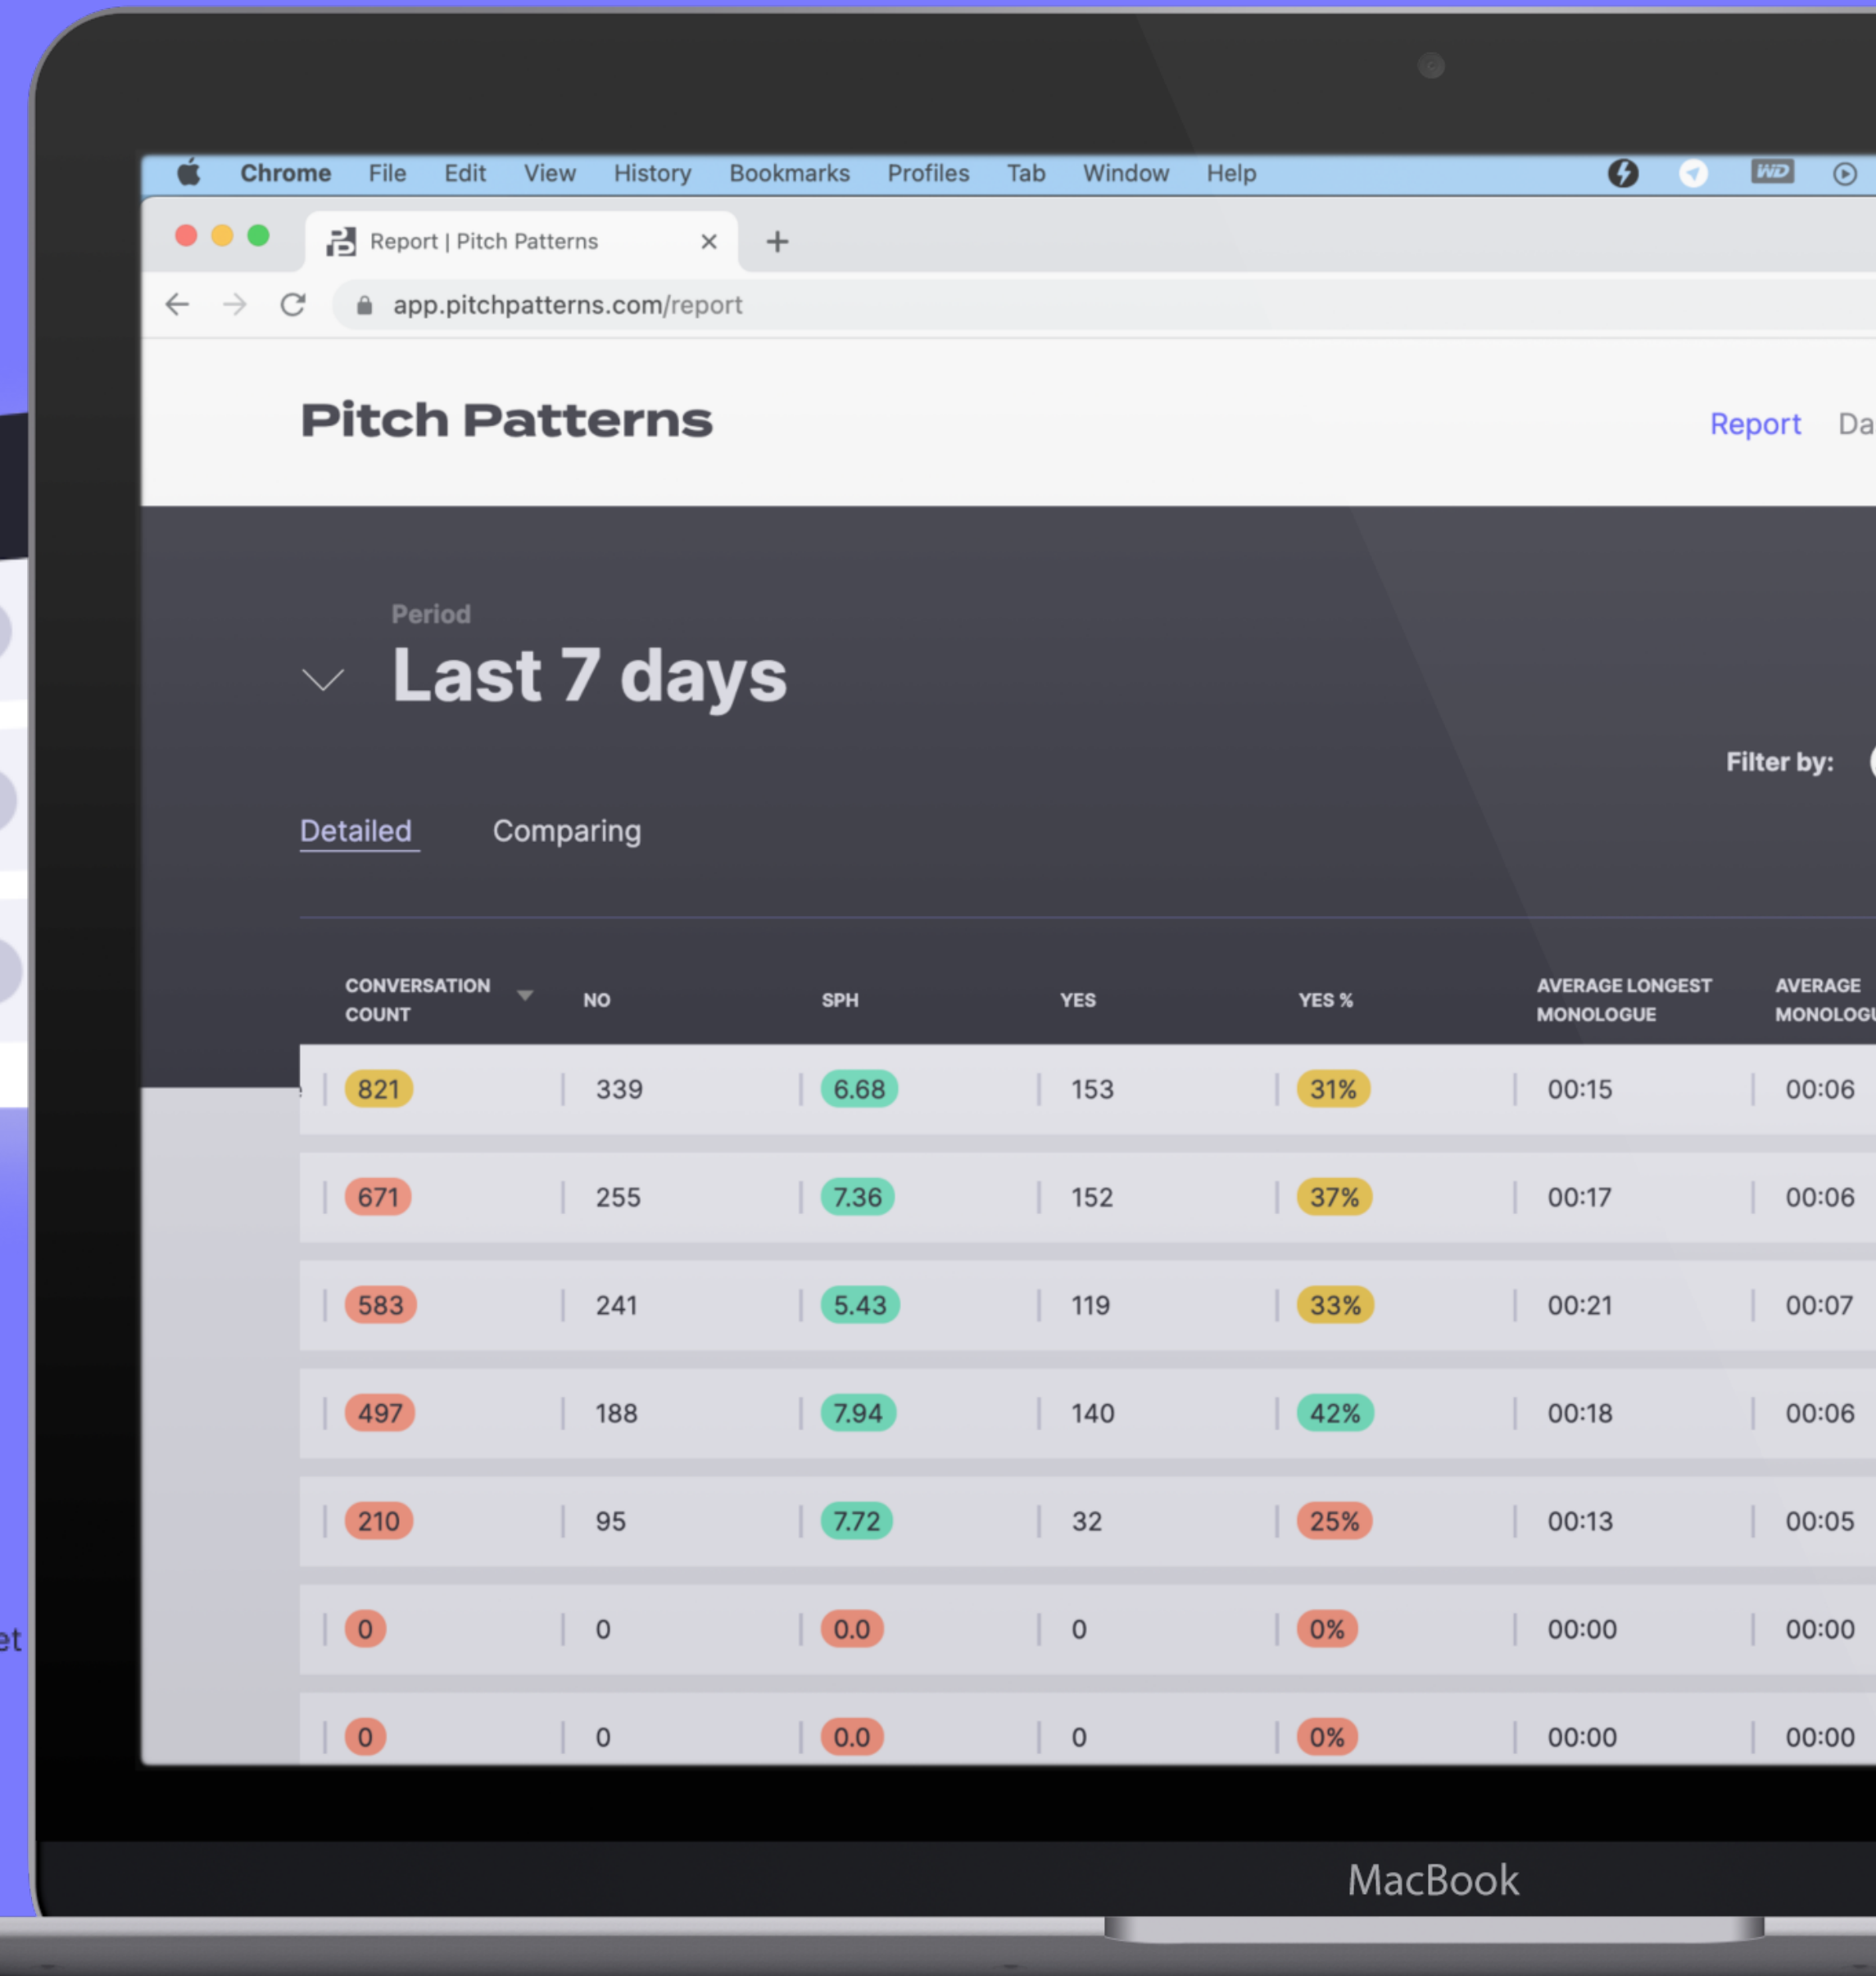 Chrome File Edit View History Bookmarks Profiles Tab Window Help WD
Report | Pitch Patterns
app.pitchpatterns.com/report
Pitch Patterns
Report Da
Period
Last 7 days
Filter by:
Detailed Comparing
CONVERSATION COUNT NO SPH YES YES % AVERAGE LONGEST MONOLOGUE AVERAGE MONOLOGU
821 339 6.68 153 31% 00:15 00:06
671 255 7.36 152 37% 00:17 00:06
583 241 5.43 119 33% 00:21 00:07
497 188 7.94 140 42% 00:18 00:06
210 95 7.72 32 25% 00:13 00:05
0 0 0.0 0 0% 00:00 00:00
0 0 0.0 0 0% 00:00 00:00
et
MacBook